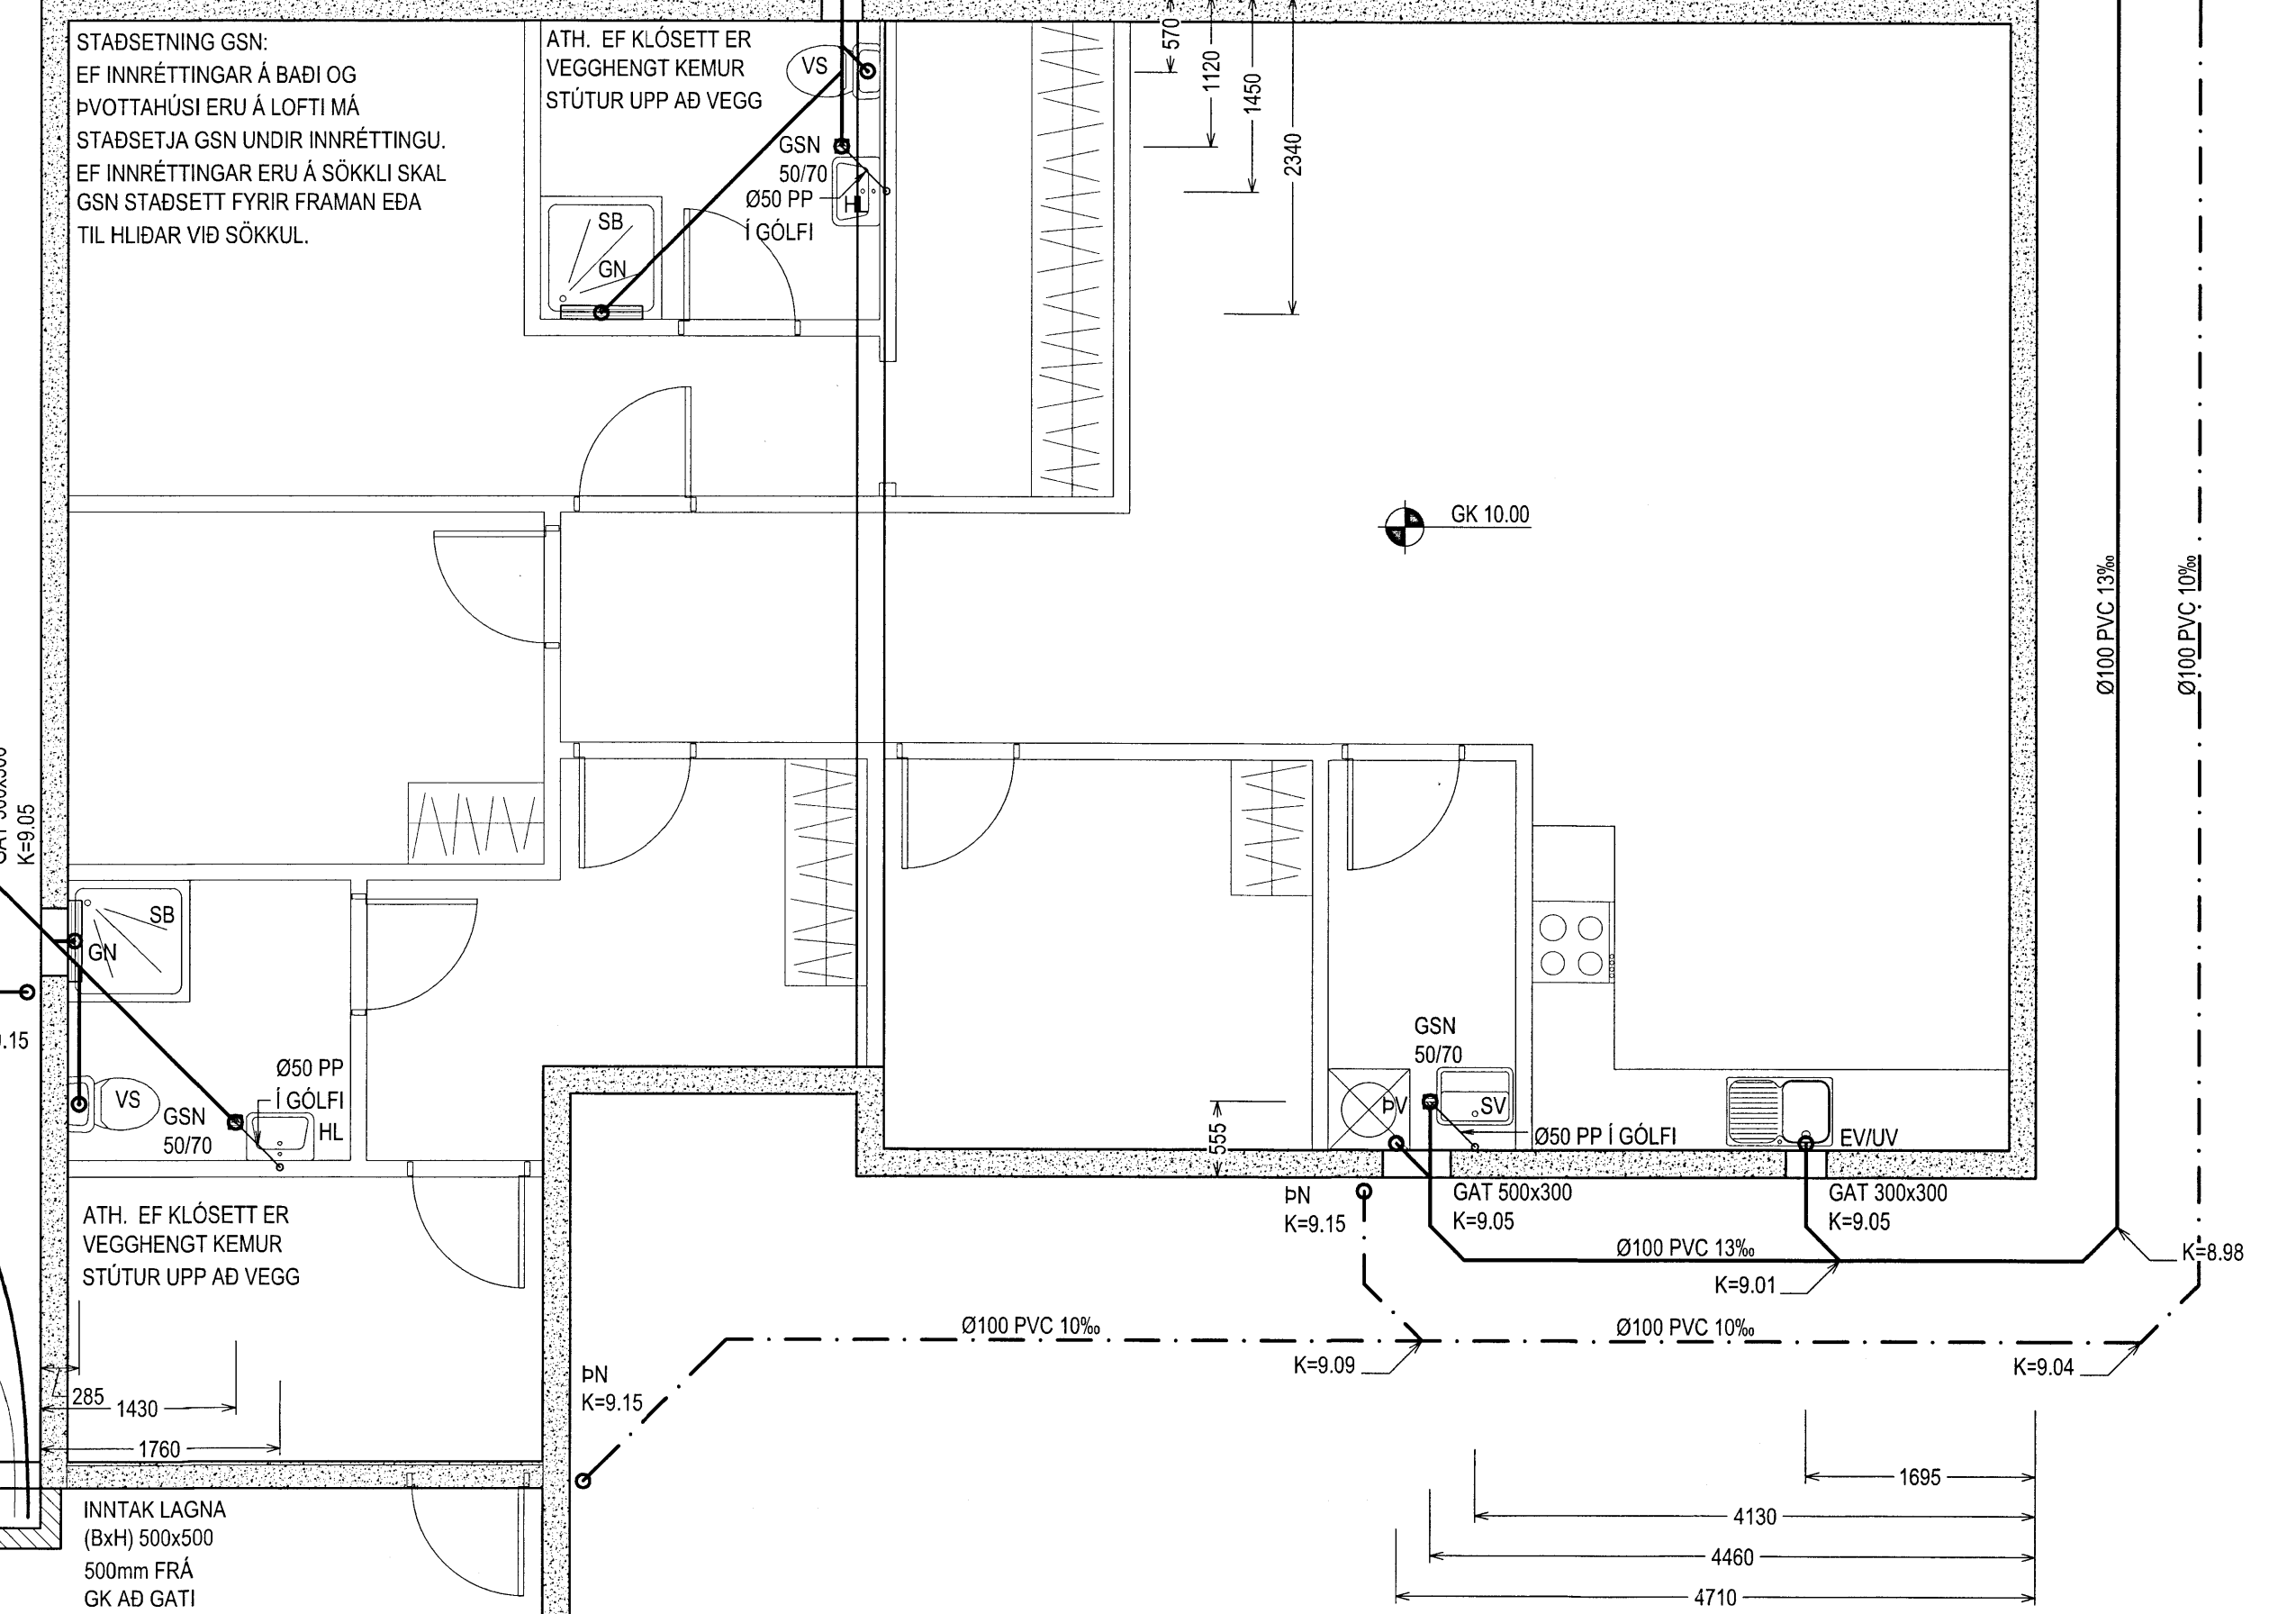 STAÐSETNING GSN:
EF INNRÉTTINGAR Á BAÐI OG
ÞVOTTAHÚSI ERU Á LOFTI MÁ
STAÐSETJA GSN UNDIR INNRÉTTINGU.
EF INNRÉTTINGAR ERU Á SÖKKLI SKAL
GSN STAÐSETT FYRIR FRAMAN EÐA
TIL HLIÐAR VIÐ SÖKKUL.
ATH. EF KLÓSETT ER
VEGGHENGT KEMUR
STÚTUR UPP AÐ VEGG
VS
GSN
50/70
Ø50 PP
Í GÓLFI
HL
SB
GN
570
1120
1450
2340
GK 10.00
Ø100 PVC 13‰
Ø100 PVC 10‰
K=9.05
SB
GN
VS
GSN
50/70
Ø50 PP
Í GÓLFI
HL
GSN
50/70
ÞV
SV
Ø50 PP Í GÓLFI
EV/UV
555
ÞN
K=9.15
GAT 500x300
K=9.05
GAT 300x300
K=9.05
Ø100 PVC 13‰
K=9.01
K=8.98
ATH. EF KLÓSETT ER
VEGGHENGT KEMUR
STÚTUR UPP AÐ VEGG
Ø100 PVC 10‰
Ø100 PVC 10‰
K=9.09
K=9.04
ÞN
K=9.15
285
1430
1760
1695
4130
4460
4710
INNTAK LAGNA
(BxH) 500x500
500mm FRÁ
GK AÐ GATI